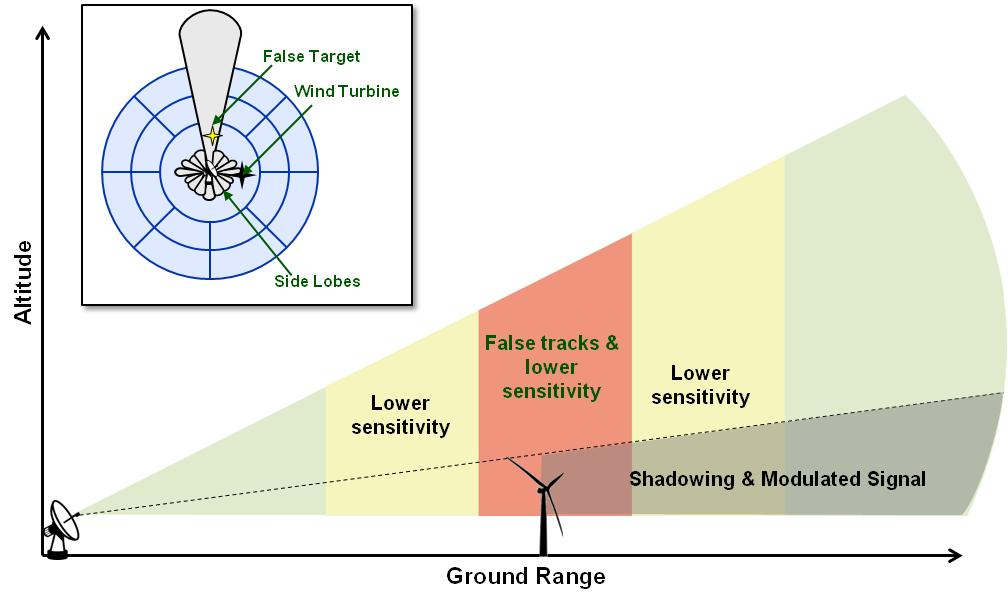 False Target
Wind Turbine
Side Lobes
Altitude
False tracks &
lower
sensitivity
Lower
sensitivity
Lower
sensitivity
Shadowing & Modulated Signal
Ground Range